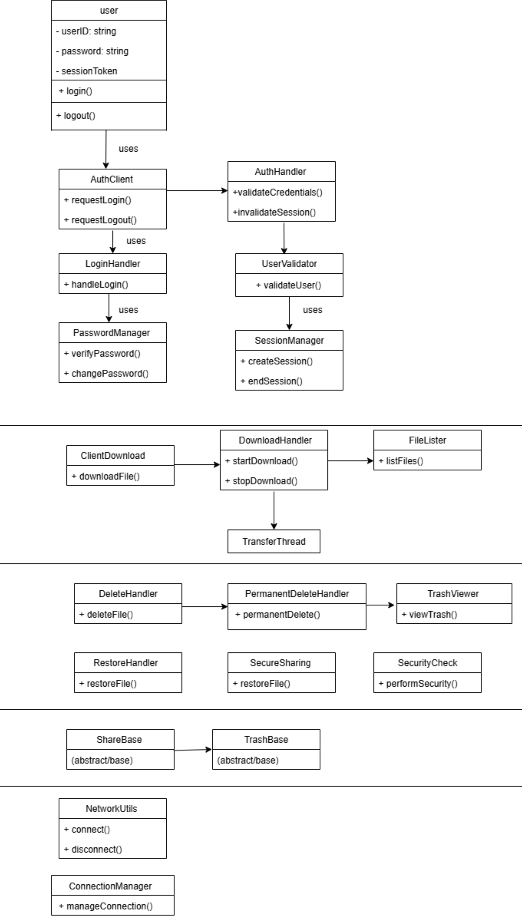 user
- userID: string
- password: string
- sessionToken
+ login()
+ logout()
uses
AuthClient
+ requestLogin()
+ requestLogout()
AuthHandler
+validateCredentials()
+invalidateSession()
uses
LoginHandler
+ handleLogin()
UserValidator
+ validateUser()
uses
uses
PasswordManager
+ verifyPassword()
+ changePassword()
SessionManager
+ createSession()
+ endSession()
ClientDownload
+ downloadFile()
DownloadHandler
+ startDownload()
+ stopDownload()
FileLister
+ listFiles()
TransferThread
DeleteHandler
+ deleteFile()
PermanentDeleteHandler
+ permanentDelete()
TrashViewer
+ viewTrash()
RestoreHandler
+ restoreFile()
SecureSharing
+ restoreFile()
SecurityCheck
+ performSecurity()
ShareBase
(abstract/base)
TrashBase
(abstract/base)
NetworkUtils
+ connect()
+ disconnect()
ConnectionManager
+ manageConnection()